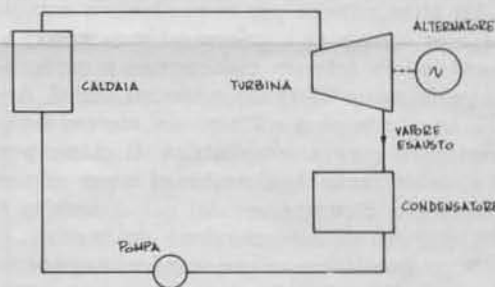 ALTERNATORE
CALDAIA
TURBINA
~
VAPORE
ESAUSTO
CONDENSATORE
POMPA